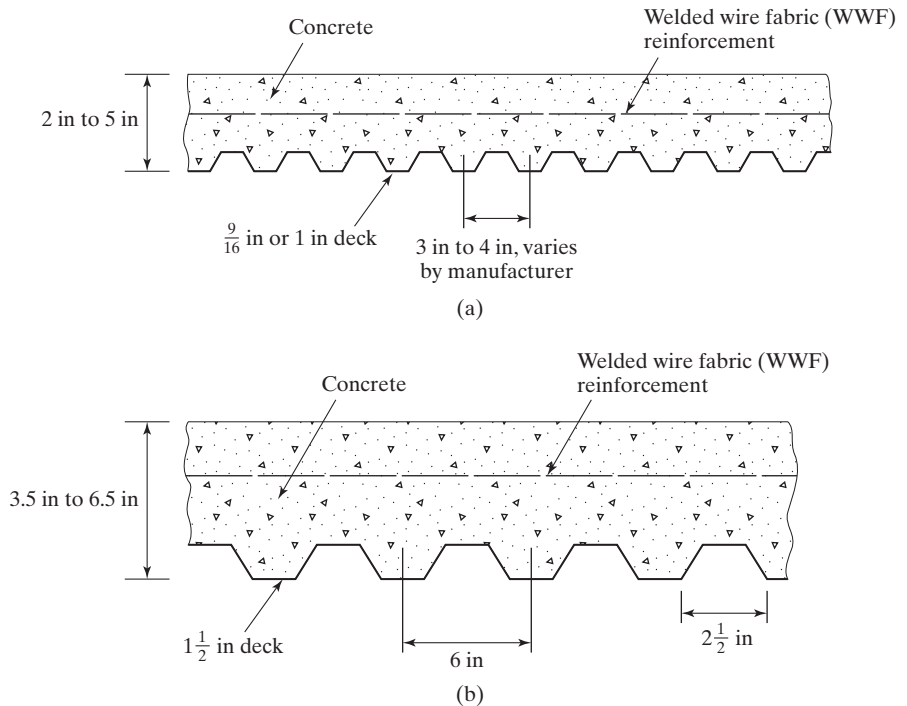 Concrete
Welded wire fabric (WWF)
reinforcement
2 in to 5 in
9/16 in or 1 in deck
3 in to 4 in, varies
by manufacturer
(a)
Welded wire fabric (WWF)
reinforcement
Concrete
3.5 in to 6.5 in
1 1/2 in deck
6 in
2 1/2 in
(b)